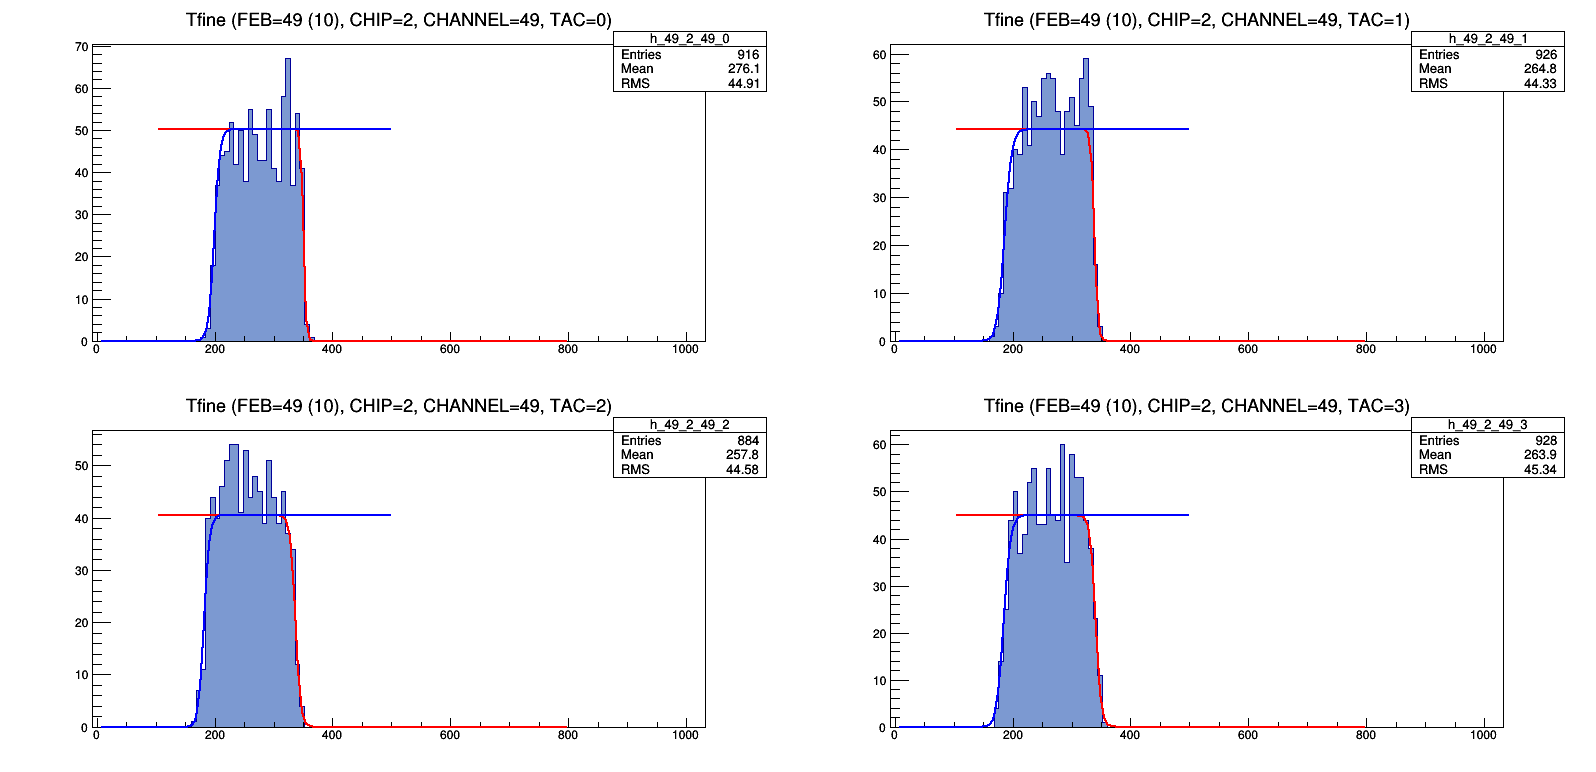 Tfine (FEB=49 (10), CHIP=2, CHANNEL=49, TAC=0)
h_49_2_49_0
Entries 916
Mean 276.1
RMS 44.91
70
60
50
40
30
20
10
0
0 200 400 600 800 1000
Tfine (FEB=49 (10), CHIP=2, CHANNEL=49, TAC=1)
h_49_2_49_1
Entries 926
Mean 264.8
RMS 44.33
60
50
40
30
20
10
0
0 200 400 600 800 1000
Tfine (FEB=49 (10), CHIP=2, CHANNEL=49, TAC=2)
h_49_2_49_2
Entries 884
Mean 257.8
RMS 44.58
50
40
30
20
10
0
0 200 400 600 800 1000
Tfine (FEB=49 (10), CHIP=2, CHANNEL=49, TAC=3)
h_49_2_49_3
Entries 928
Mean 263.9
RMS 45.34
60
50
40
30
20
10
0
0 200 400 600 800 1000